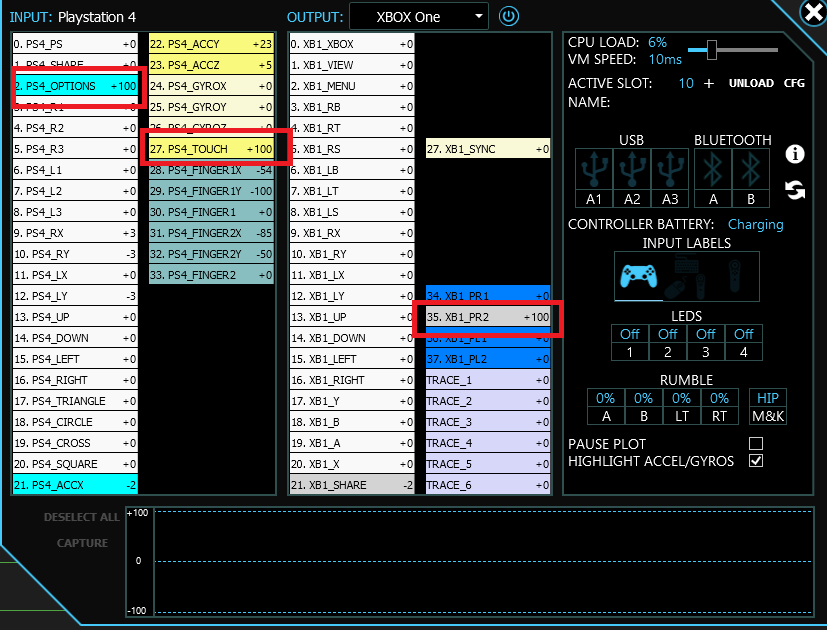 INPUT: Playstation 4
OUTPUT: XBOX One
0. PS4_PS +0
1. PS4_SHARE +0
2. PS4_OPTIONS +100
3. PS4_R1 +0
4. PS4_R2 +0
5. PS4_R3 +0
6. PS4_L1 +0
7. PS4_L2 +0
8. PS4_L3 +0
9. PS4_RX +3
10. PS4_RY -3
11. PS4_LX +0
12. PS4_LY -3
13. PS4_UP +0
14. PS4_DOWN +0
15. PS4_LEFT +0
16. PS4_RIGHT +0
17. PS4_TRIANGLE +0
18. PS4_CIRCLE +0
19. PS4_CROSS +0
20. PS4_SQUARE +0
21. PS4_ACCX -2
22. PS4_ACCY +23
23. PS4_ACCZ +5
24. PS4_GYROX +0
25. PS4_GYROY +0
26. PS4_GYROZ +0
27. PS4_TOUCH +100
28. PS4_FINGER1X -54
29. PS4_FINGER1Y -100
30. PS4_FINGER1 +0
31. PS4_FINGER2X -85
32. PS4_FINGER2Y -50
33. PS4_FINGER2 +0
0. XB1_XBOX +0
1. XB1_VIEW +0
2. XB1_MENU +0
3. XB1_RB +0
4. XB1_RT +0
5. XB1_RS +0
6. XB1_LB +0
7. XB1_LT +0
8. XB1_LS +0
9. XB1_RX +0
10. XB1_RY +0
11. XB1_LX +0
12. XB1_LY +0
13. XB1_UP +0
14. XB1_DOWN +0
15. XB1_LEFT +0
16. XB1_RIGHT +0
17. XB1_Y +0
18. XB1_B +0
19. XB1_A +0
20. XB1_X +0
21. XB1_SHARE -2
27. XB1_SYNC +0
34. XB1_PR1 +0
35. XB1_PR2 +100
36. XB1_PL1 +0
37. XB1_PL2 +0
TRACE_1 +0
TRACE_2 +0
TRACE_3 +0
TRACE_4 +0
TRACE_5 +0
TRACE_6 +0
CPU LOAD: 6%
VM SPEED: 10ms
ACTIVE SLOT: 10 + UNLOAD CFG
NAME:
USB BLUETOOTH
A1 A2 A3 A B
CONTROLLER BATTERY: Charging
INPUT LABELS
LEDS
Off Off Off Off
1 2 3 4
RUMBLE
0% 0% 0% 0% HIP
A B LT RT M&K
PAUSE PLOT
HIGHLIGHT ACCEL/GYROS
DESELECT ALL
CAPTURE
+100
0
-100